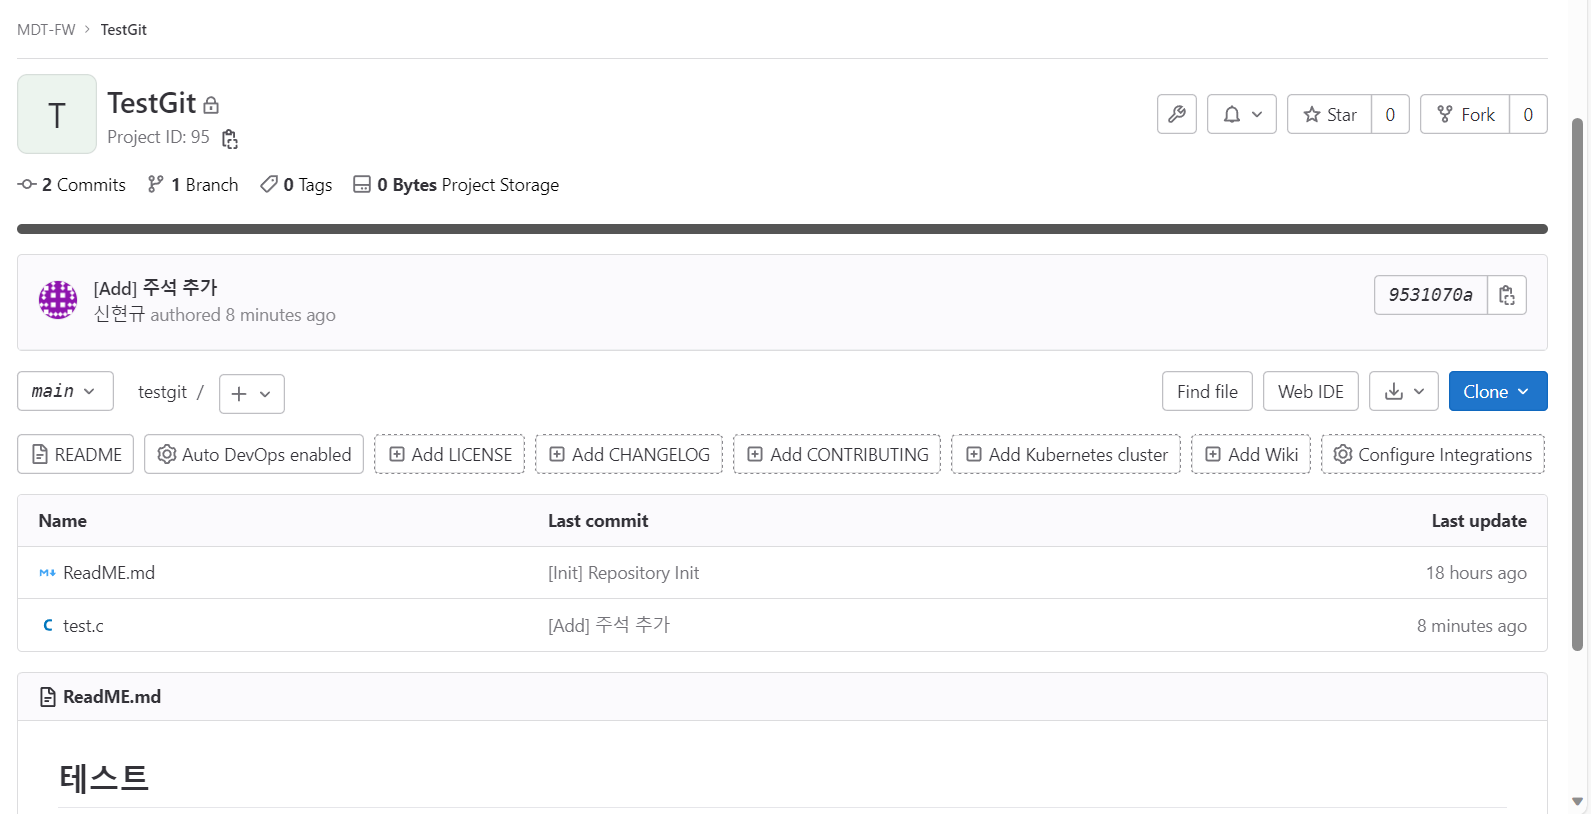 MDT-FW > TestGit
T
TestGit
Project ID: 95
Star 0
Fork 0
2 Commits 1 Branch 0 Tags 0 Bytes Project Storage
[Add] 주석 추가
신현규 authored 8 minutes ago
9531070a
main testgit / + Find file Web IDE Clone
README Auto DevOps enabled Add LICENSE Add CHANGELOG Add CONTRIBUTING Add Kubernetes cluster Add Wiki Configure Integrations
Name Last commit Last update
M ReadME.md [Init] Repository Init 18 hours ago
C test.c [Add] 주석 추가 8 minutes ago
ReadME.md
테스트